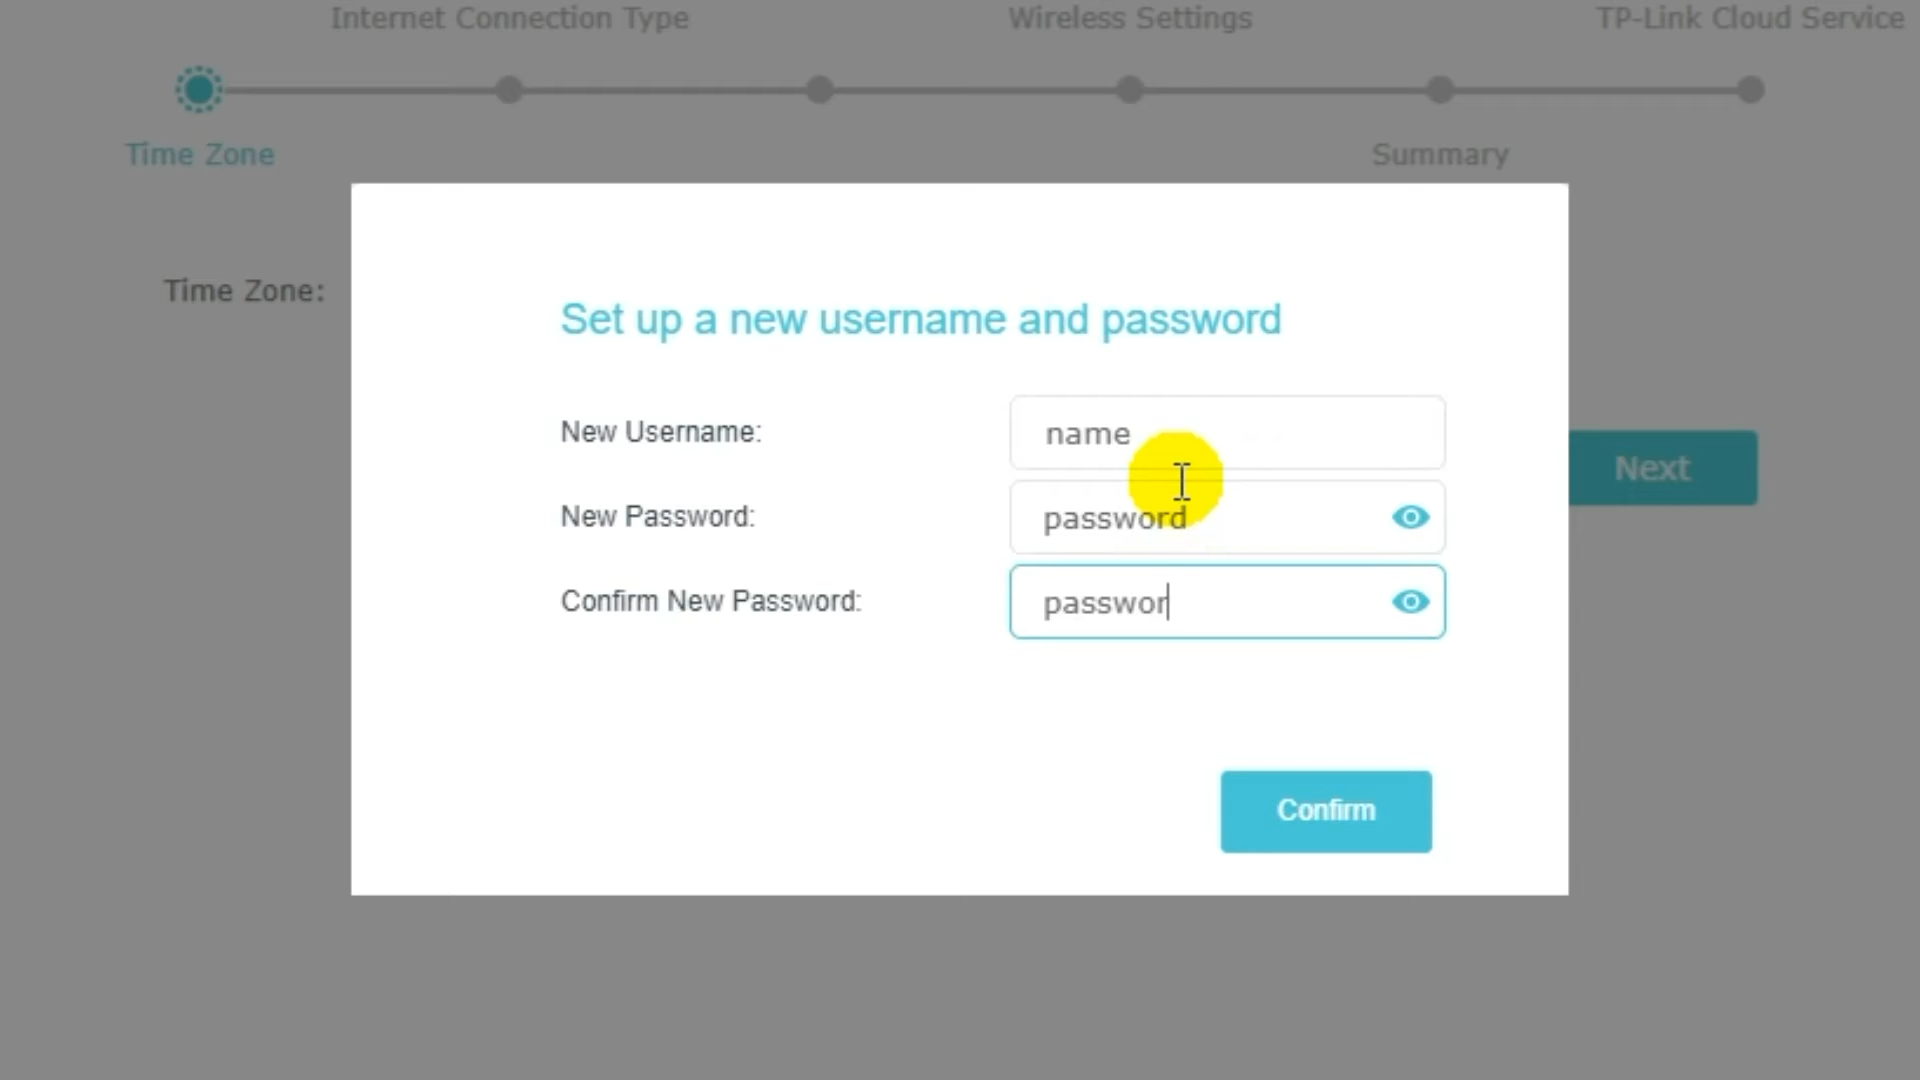 Internet Connection Type
Wireless Settings
TP-Link Cloud Service
Time Zone
Summary
Time Zone:
Set up a new username and password
New Username:
name
New Password:
password
Confirm New Password:
passwor
Next
Confirm